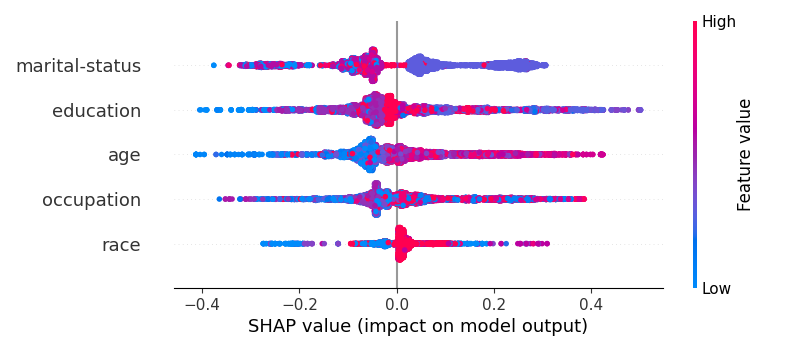 High
marital-status
education
age
occupation
race
Feature value
Low
−0.4
−0.2
0.0
0.2
0.4
SHAP value (impact on model output)